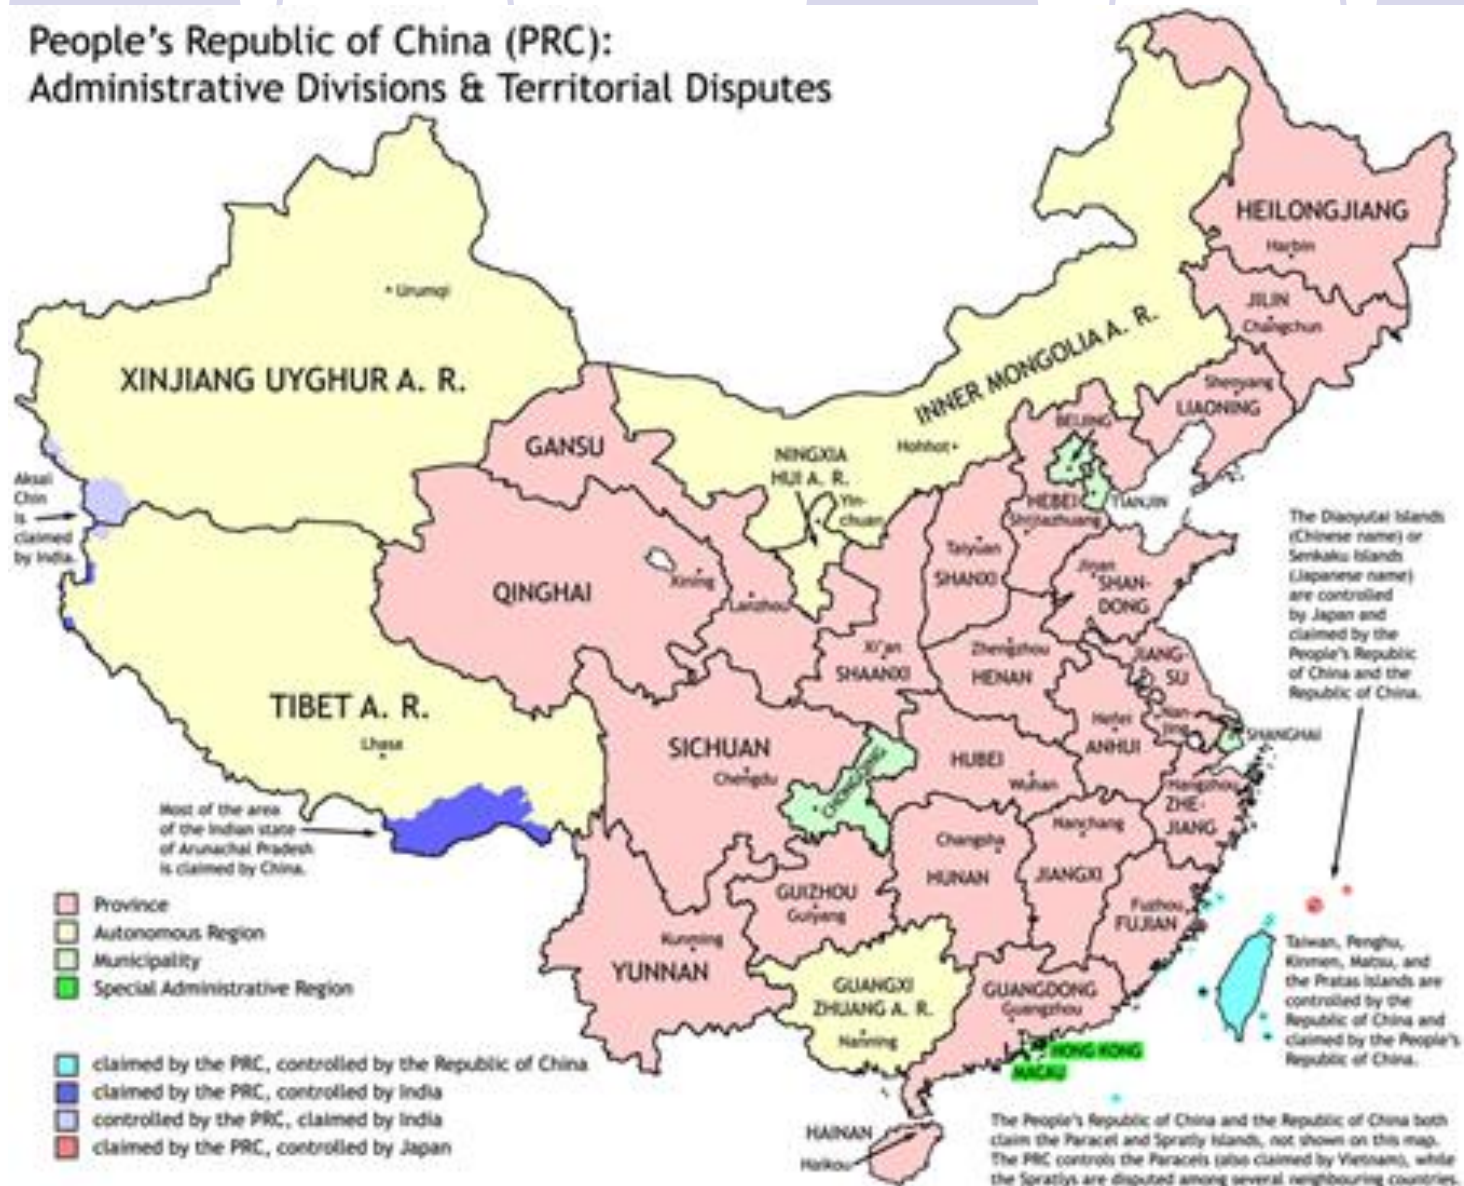 People's Republic of China (PRC):
Administrative Divisions & Territorial Disputes
HEILONGJIANG
Harbin
JILIN
Changchun
Urumqi
XINJIANG UYGHUR A. R.
INNER MONGOLIA A. R.
Hohhot
Shenyang
LIAONING
BEIJING
GANSU
NINGXIA
HUI A. R.
Yin-
chuan
HEBEI
TIANJIN
Shijiazhuang
Aksai
Chin
is
claimed
by India.
The Diaoyutai Islands
(Chinese name) or
Senkaku Islands
(Japanese name)
are controlled
by Japan and
claimed by the
People's Republic
of China and the
Republic of China.
Taiyuan
SHANXI
Jinan
SHAN-
DONG
QINGHAI
Xining
Lanzhou
Xi'an
SHAANXI
Zhengzhou
HENAN
JIANG-
SU
TIBET A. R.
Lhasa
SICHUAN
Chengdu
CHONGQING
HUBEI
Wuhan
Hefei
ANHUI
Nan-
jing
SHANGHAI
Hangzhou
ZHE-
JIANG
Most of the area
of the Indian state
of Arunachal Pradesh
is claimed by China.
Changsha
HUNAN
Nanchang
JIANGXI
GUIZHOU
Guiyang
Fuzhou
FUJIAN
Kunming
YUNNAN
GUANGXI
ZHUANG A. R.
Nanning
GUANGDONG
Guangzhou
HONG KONG
MACAU
Taiwan, Penghu,
Kinmen, Matsu, and
the Pratas Islands are
controlled by the
Republic of China and
claimed by the People's
Republic of China.
HAINAN
Haikou
Province
Autonomous Region
Municipality
Special Administrative Region
claimed by the PRC, controlled by the Republic of China
claimed by the PRC, controlled by India
controlled by the PRC, claimed by India
claimed by the PRC, controlled by Japan
The People's Republic of China and the Republic of China both
claim the Paracel and Spratly Islands, not shown on this map.
The PRC controls the Paracels (also claimed by Vietnam), while
the Spratlys are disputed among several neighbouring countries.